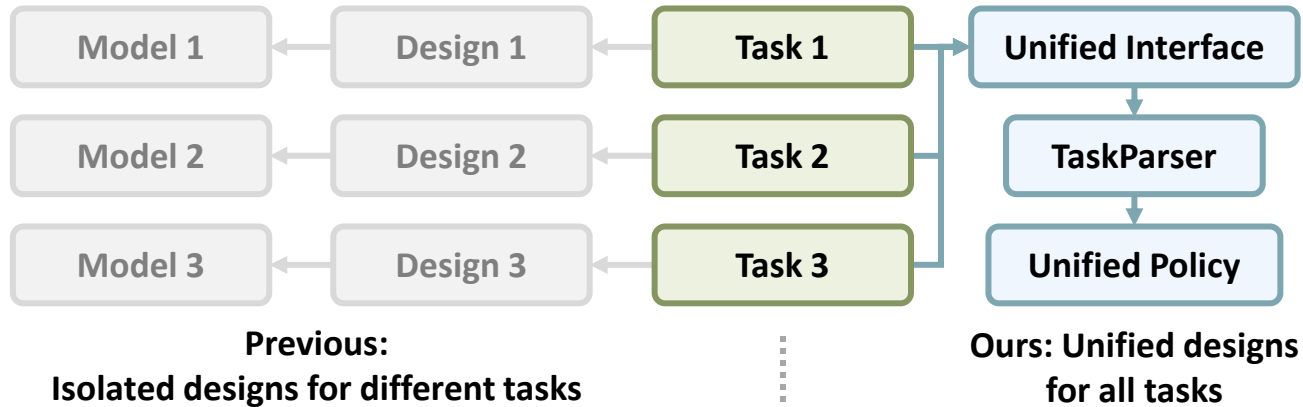 Model 1
Design 1
Task 1
Unified Interface
Model 2
Design 2
Task 2
TaskParser
Model 3
Design 3
Task 3
Unified Policy
Previous:
Isolated designs for different tasks
Ours: Unified designs
for all tasks